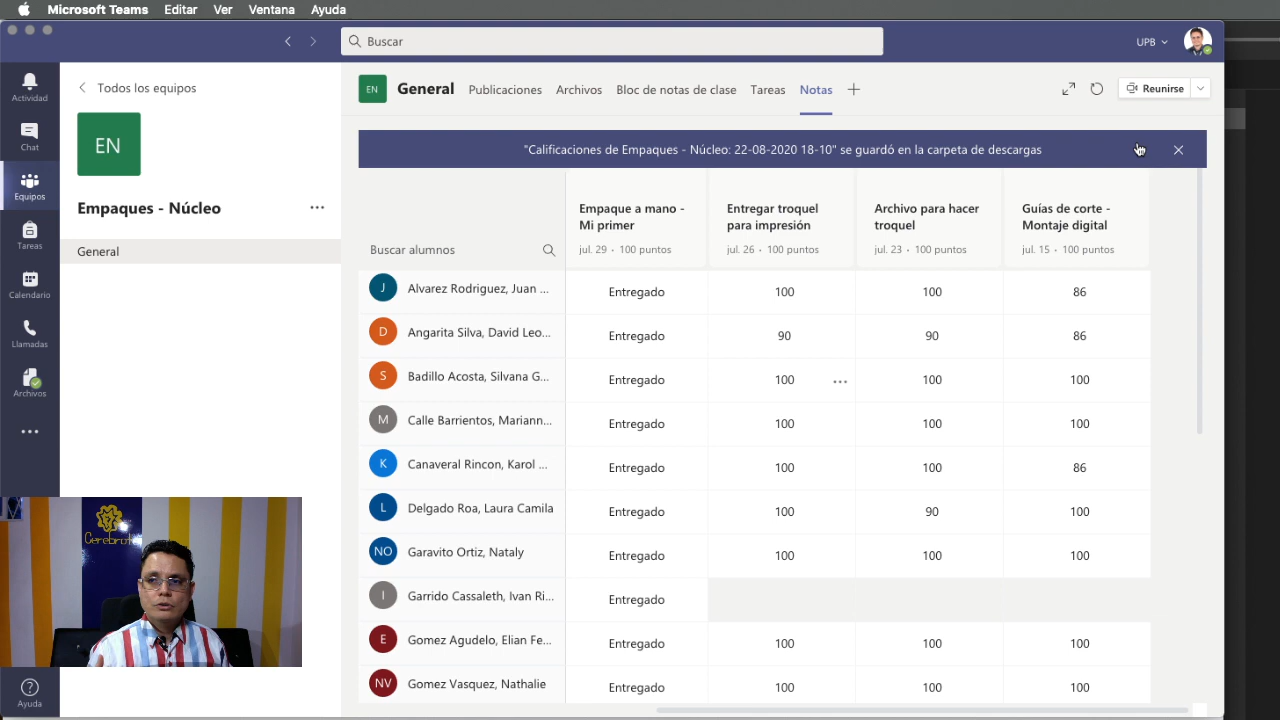 Microsoft Teams Editar Ver Ventana Ayuda
Buscar
UPB
Actividad
Chat
Equipos
Tareas
Calendario
Llamadas
Archivos
Ayuda
Todos los equipos
EN
Empaques - Núcleo
General
EN General Publicaciones Archivos Bloc de notas de clase Tareas Notas
Reunirse
"Calificaciones de Empaques - Núcleo: 22-08-2020 18-10" se guardó en la carpeta de descargas
Buscar alumnos
Empaque a mano -
Mi primer
jul. 29 • 100 puntos
Entregar troquel
para impresión
jul. 26 • 100 puntos
Archivo para hacer
troquel
jul. 23 • 100 puntos
Guías de corte -
Montaje digital
jul. 15 • 100 puntos
J Alvarez Rodriguez, Juan ... Entregado 100 100 86
D Angarita Silva, David Leo... Entregado 90 90 86
S Badillo Acosta, Silvana G... Entregado 100 100 100
M Calle Barrientos, Mariann... Entregado 100 100 100
K Canaveral Rincon, Karol ... Entregado 100 100 86
L Delgado Roa, Laura Camila Entregado 100 90 100
NO Garavito Ortiz, Nataly Entregado 100 100 100
I Garrido Cassaleth, Ivan Ri... Entregado
E Gomez Agudelo, Elian Fe... Entregado 100 100 100
NV Gomez Vasquez, Nathalie Entregado 100 100 100